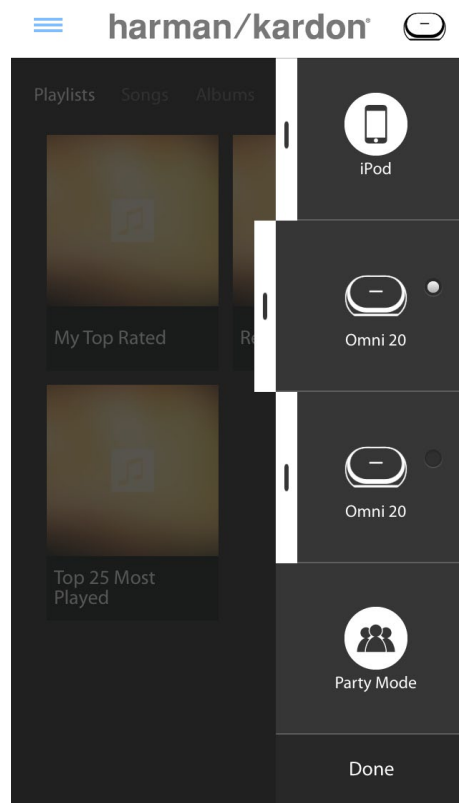 harman/kardon®
Playlists Songs Albums
My Top Rated
Top 25 Most
Played
iPod
Omni 20
Omni 20
Party Mode
Done